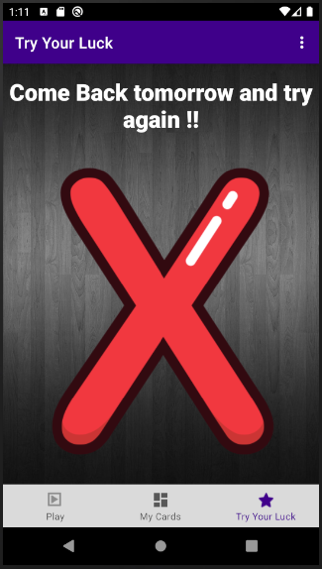 1:11
Try Your Luck
Come Back tomorrow and try
again !!
Play
My Cards
Try Your Luck